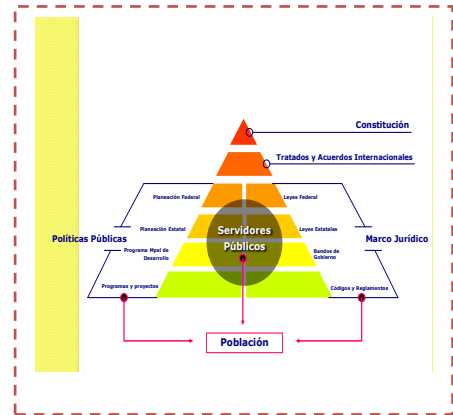 Constitución
Tratados y Acuerdos Internacionales
Planeación Federal
Leyes Federal
Planeación Estatal
Leyes Estatales
Servidores
Públicos
Políticas Públicas
Marco Jurídico
Programa Mpal de
Desarrollo
Bandos de
Gobierno
Programas y proyectos
Códigos y Reglamentos
Población